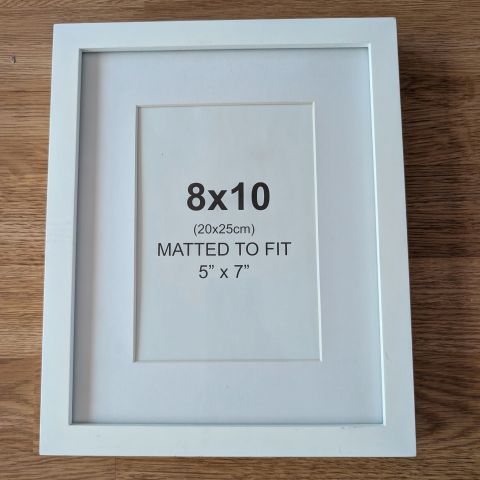 8x10
(20x25cm)
MATTED TO FIT
5” x 7”